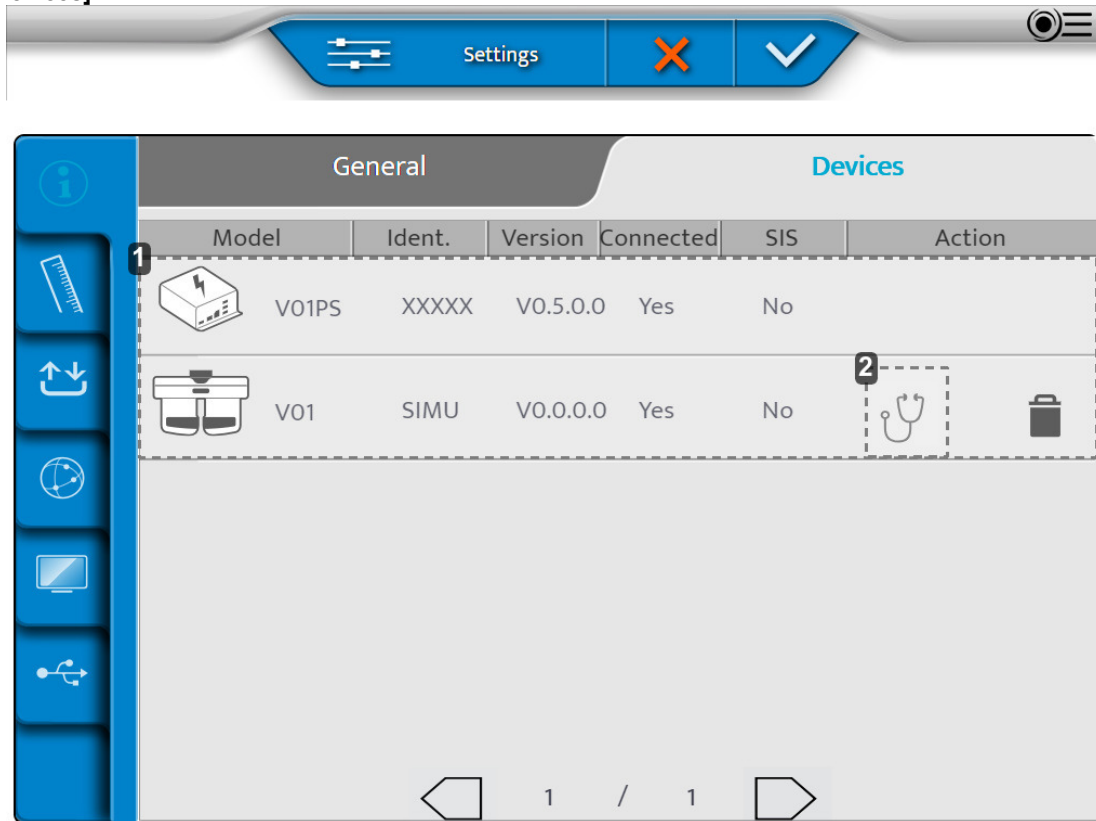 Settings
General Devices
Model Ident. Version Connected SIS Action
1
V01PS XXXXX V0.5.0.0 Yes No
2
V01 SIMU V0.0.0.0 Yes No
1 / 1